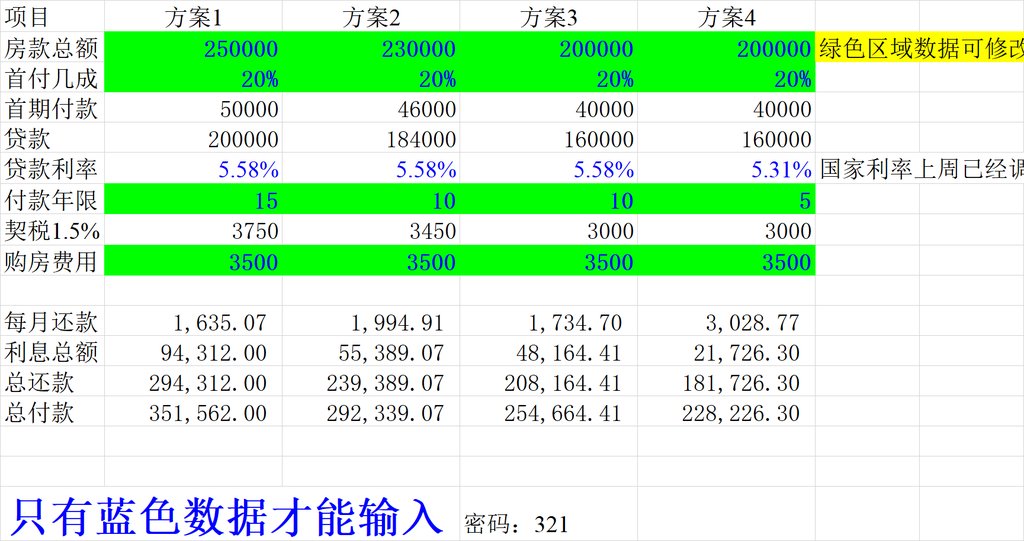 项目 方案1 方案2 方案3 方案4
房款总额 250000 230000 200000 200000 绿色区域数据可修改
首付几成 20% 20% 20% 20%
首期付款 50000 46000 40000 40000
贷款 200000 184000 160000 160000
贷款利率 5.58% 5.58% 5.58% 5.31% 国家利率上周已经调
付款年限 15 10 10 5
契税1.5% 3750 3450 3000 3000
购房费用 3500 3500 3500 3500
每月还款 1,635.07 1,994.91 1,734.70 3,028.77
利息总额 94,312.00 55,389.07 48,164.41 21,726.30
总还款 294,312.00 239,389.07 208,164.41 181,726.30
总付款 351,562.00 292,339.07 254,664.41 228,226.30
只有蓝色数据才能输入 密码：321